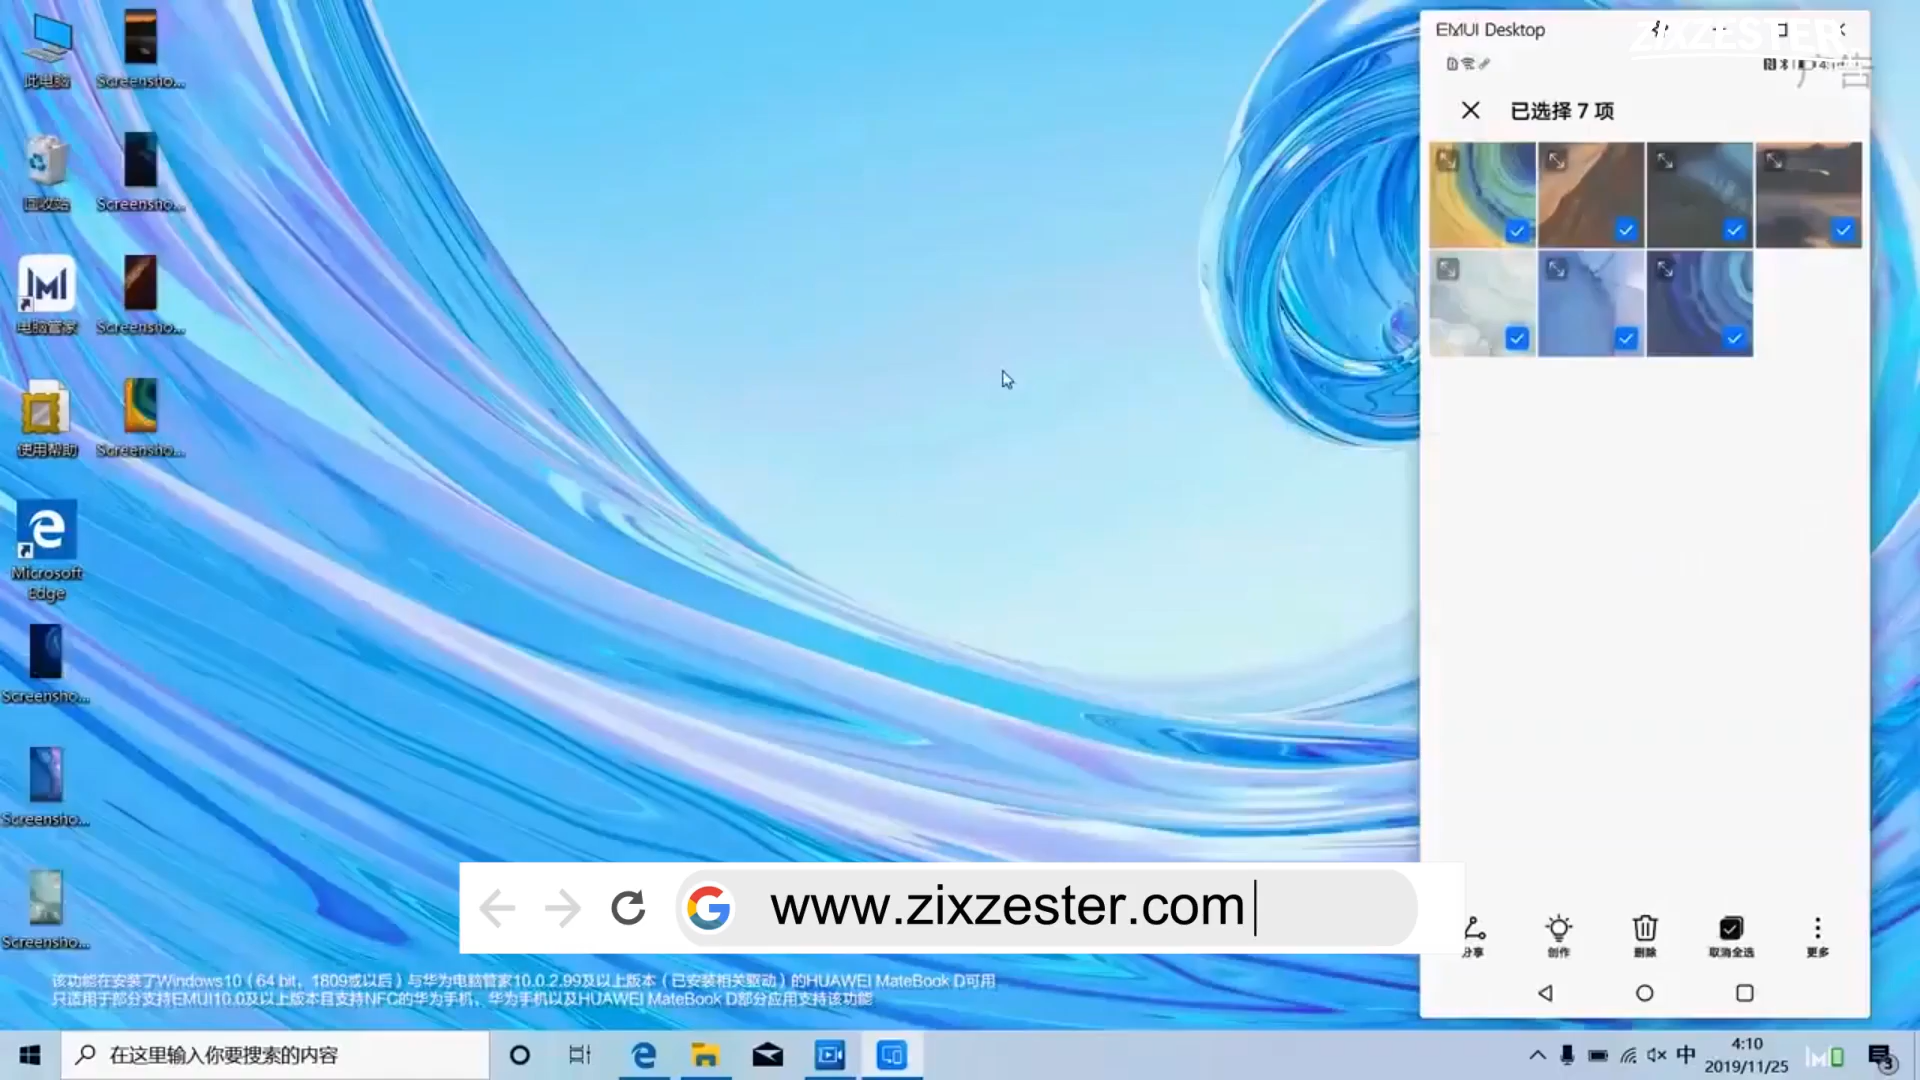 此电脑
Screensho...
回收站
Screensho...
电脑管家
Screensho...
使用帮助
Screensho...
Microsoft
Edge
Screensho...
Screensho...
Screensho...
EMUI Desktop
ZIXZESTER
广告
已选择 7 项
分享
创作
删除
取消全选
更多
www.zixzester.com
该功能在安装了Windows10（64 bit，1809或以后）与华为电脑管家10.0.2.99及以上版本（已安装相关驱动）的HUAWEI MateBook D可用
只适用于部分支持EMUI10.0及以上版本且支持NFC的华为手机、华为手机以及HUAWEI MateBook D部分应用支持该功能
在这里输入你要搜索的内容
中
4:10
2019/11/25
3